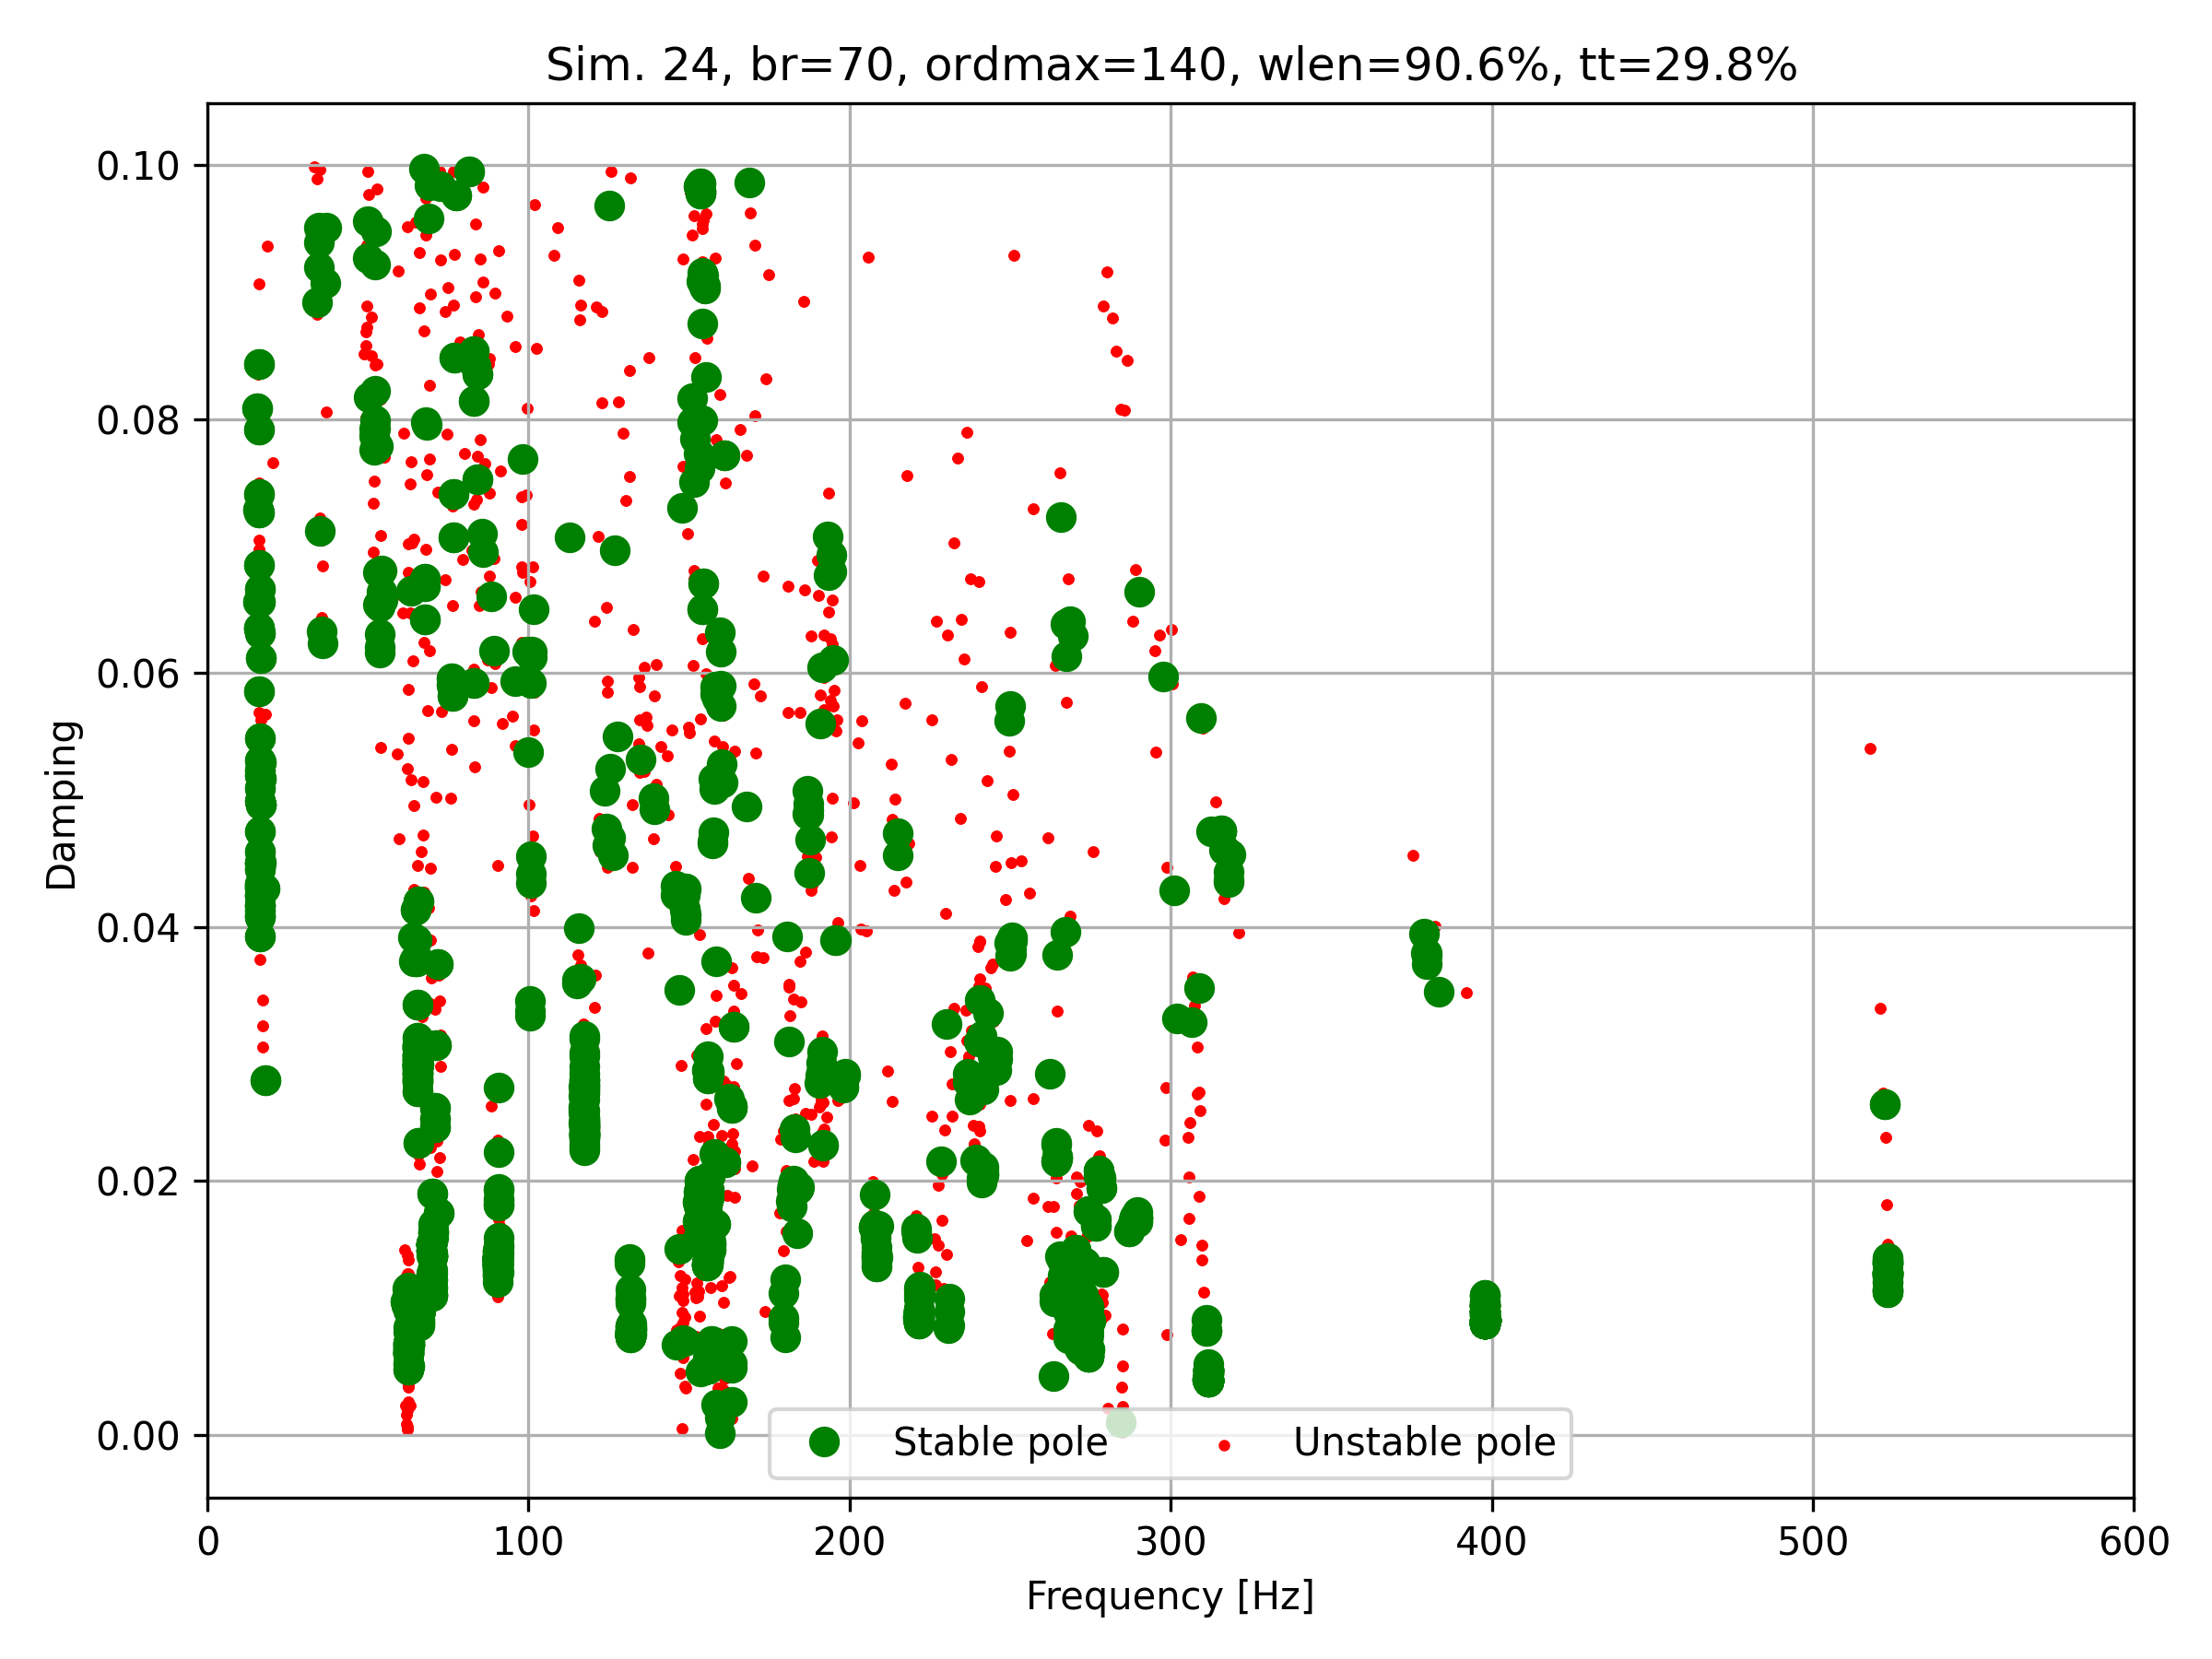 Sim. 24, br=70, ordmax=140, wlen=90.6%, tt=29.8%
0.10
0.08
0.06
0.04
0.02
0.00
Damping
Stable pole
Unstable pole
0
100
200
300
400
500
600
Frequency [Hz]